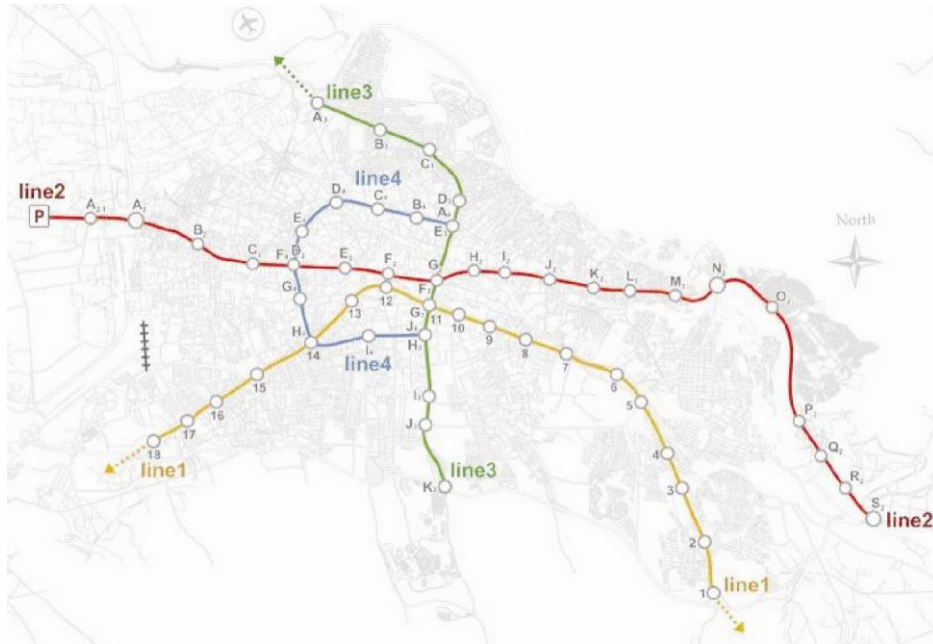 line3
A₃
B₃
C₃
line4
D₄
C₄
B₄
D₃
A₄
E₃
E₄
line2
P
A₂₋₁
A₂
B₂
C₂
F₄
D₂
E₂
F₂
G₂
F₃
H₂
I₂
J₂
K₂
L₂
M₂
N₂
O₂
North
G₄
13
12
G₃
11
10
9
8
7
6
5
4
3
2
1
line1
H₄
14
I₄
line4
J₄
H₃
15
16
17
18
line1
I₃
J₃
K₃
line3
P₂
Q₂
R₂
S₂
line2